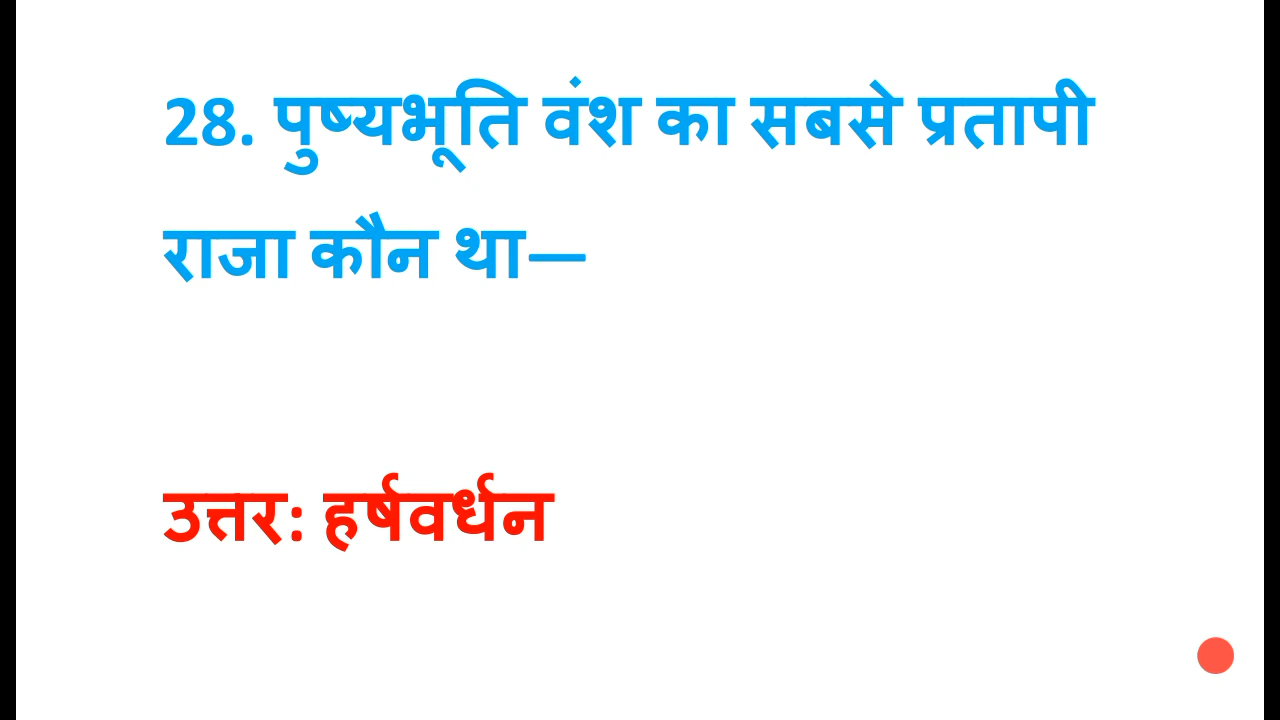 28. पुष्यभूति वंश का सबसे प्रतापी
राजा कौन था—
उत्तर: हर्षवर्धन